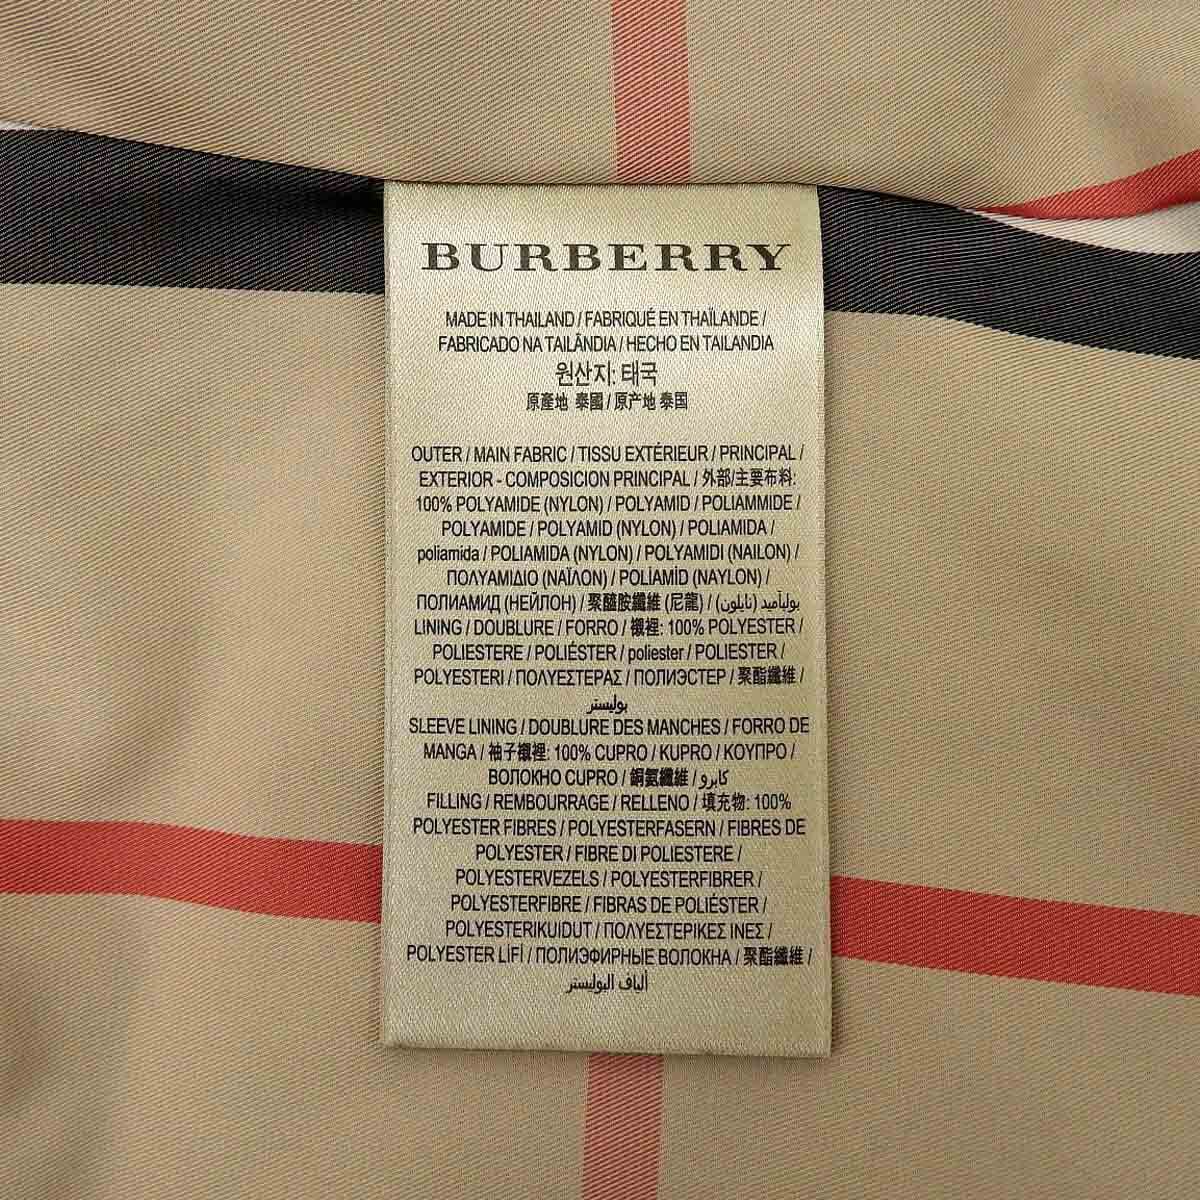 BURBERRY
MADE IN THAILAND / FABRIQUÉ EN THAÏLANDE /
FABRICADO NA TAILÂNDIA / HECHO EN TAILANDIA
원산지: 태국
原產地 泰國 / 原产地 泰国
OUTER / MAIN FABRIC / TISSU EXTÉRIEUR / PRINCIPAL /
EXTERIOR - COMPOSICION PRINCIPAL / 外部/主要布料:
100% POLYAMIDE (NYLON) / POLYAMID / POLIAMMIDE /
POLYAMIDE / POLYAMID (NYLON) / POLIAMIDA /
poliamida / POLIAMIDA (NYLON) / POLYAMIDI (NAILON) /
ΠΟΛΥΑΜΙΔΙΟ (ΝΑΪΛΟΝ) / POLİAMİD (NAYLON) /
ПОЛИАМИД (НЕЙЛОН) / 聚醯胺纖維 (尼龍) / بولياميد (نايلون)
LINING / DOUBLURE / FORRO / 襯裡: 100% POLYESTER /
POLIESTERE / POLIÉSTER / poliester / POLIESTER /
POLYESTERI / ΠΟΛΥΕΣΤΕΡΑΣ / ПОЛИЭСТЕР / 聚酯纖維 /
بوليستر
SLEEVE LINING / DOUBLURE DES MANCHES / FORRO DE
MANGA / 袖子襯裡: 100% CUPRO / KUPRO / ΚΟΥΠΡΟ /
ВОЛОКНО CUPRO / 銅氨纖維 / كابرو
FILLING / REMBOURRAGE / RELLENO / 填充物: 100%
POLYESTER FIBRES / POLYESTERFASERN / FIBRES DE
POLYESTER / FIBRE DI POLIESTERE /
POLYESTERVEZELS / POLYESTERFIBRER /
POLYESTERFIBRE / FIBRAS DE POLIÉSTER /
POLYESTERIKUIDUT / ΠΟΛΥΕΣΤΕΡΙΚΕΣ ΙΝΕΣ /
POLYESTER LİFİ / ПОЛИЭФИРНЫЕ ВОЛОКНА / 聚酯纖維 /
ألياف البوليستر